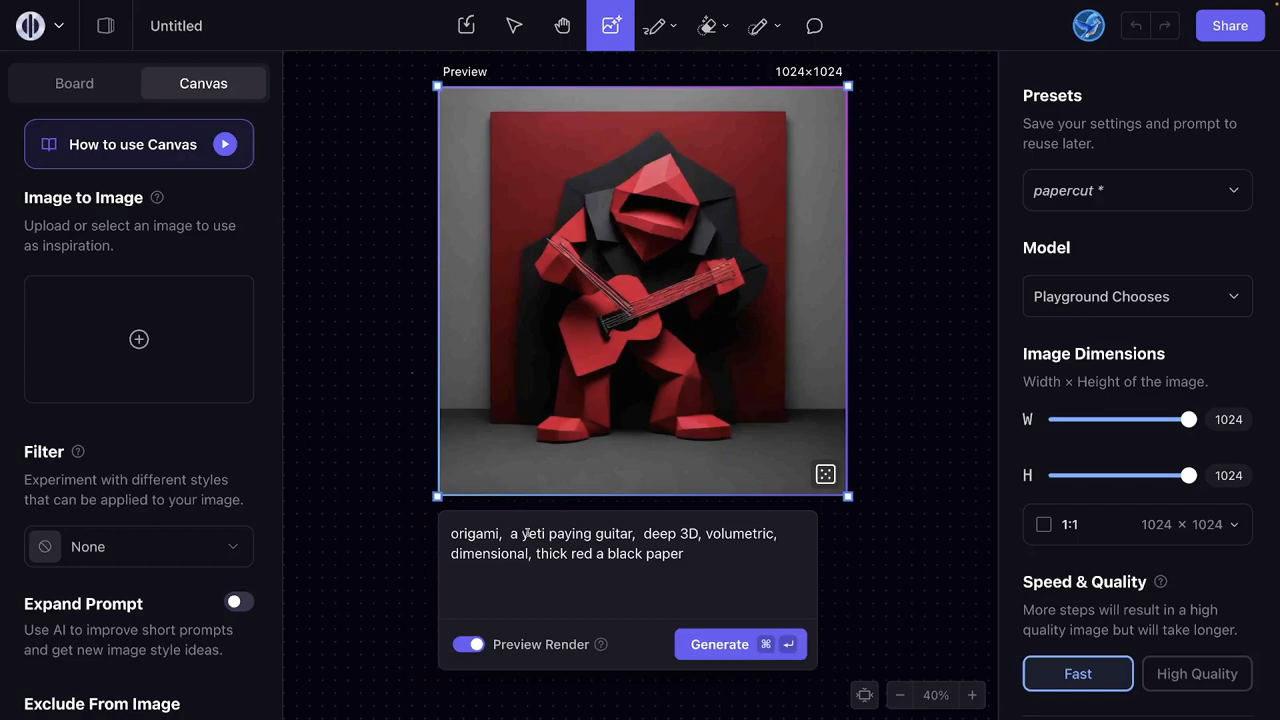 Untitled
Share
Board
Canvas
How to use Canvas
Image to Image
Upload or select an image to use
as inspiration.
Filter
Experiment with different styles
that can be applied to your image.
None
Expand Prompt
Use AI to improve short prompts
and get new image style ideas.
Exclude From Image
Preview
1024×1024
origami,  a yeti paying guitar,  deep 3D, volumetric,
dimensional, thick red a black paper
Preview Render
Generate ⌘
40%
Presets
Save your settings and prompt to
reuse later.
papercut *
Model
Playground Chooses
Image Dimensions
Width × Height of the image.
W
1024
H
1024
1:1
1024 × 1024
Speed & Quality
More steps will result in a high
quality image but will take longer.
Fast
High Quality